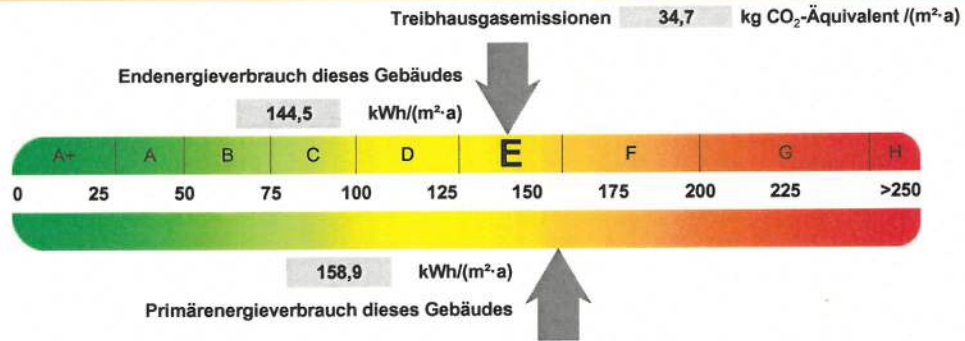 Treibhausgasemissionen 34,7 kg CO₂-Äquivalent /(m²·a)
Endenergieverbrauch dieses Gebäudes
144,5 kWh/(m²·a)
A+ A B C D E F G H
0 25 50 75 100 125 150 175 200 225 >250
158,9 kWh/(m²·a)
Primärenergieverbrauch dieses Gebäudes